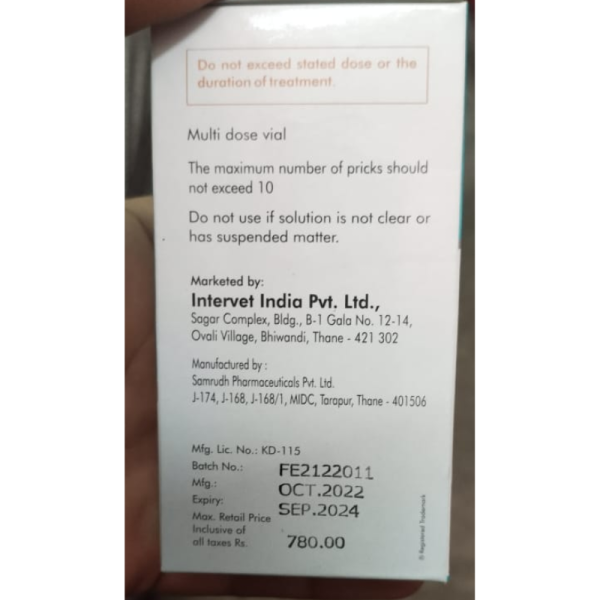 Do not exceed stated dose or the
duration of treatment.
Multi dose vial
The maximum number of pricks should
not exceed 10
Do not use if solution is not clear or
has suspended matter.
Marketed by:
Intervet India Pvt. Ltd.,
Sagar Complex, Bldg., B-1 Gala No. 12-14,
Ovali Village, Bhiwandi, Thane - 421 302
Manufactured by :
Samrudh Pharmaceuticals Pvt. Ltd.
J-174, J-168, J-168/1, MIDC, Tarapur, Thane - 401506
Mfg. Lic. No.: KD-115
Batch No.: FE2122011
Mfg.: OCT.2022
Expiry: SEP.2024
Max. Retail Price
Inclusive of
all taxes Rs. 780.00
® Registered Trademark